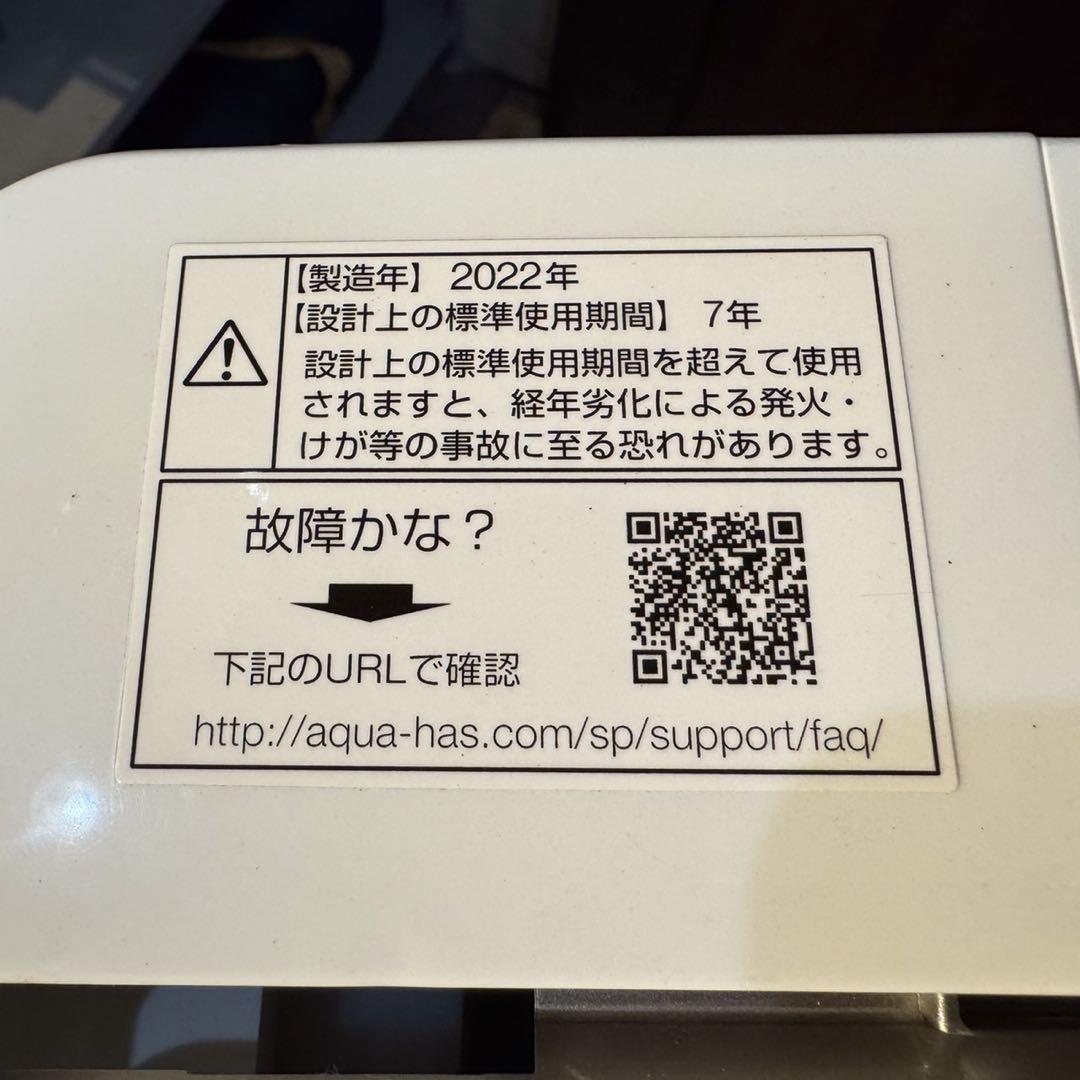 【製造年】 2022年
【設計上の標準使用期間】 7年
設計上の標準使用期間を超えて使用
されますと、経年劣化による発火・
けが等の事故に至る恐れがあります。
故障かな？
下記のURLで確認
http://aqua-has.com/sp/support/faq/